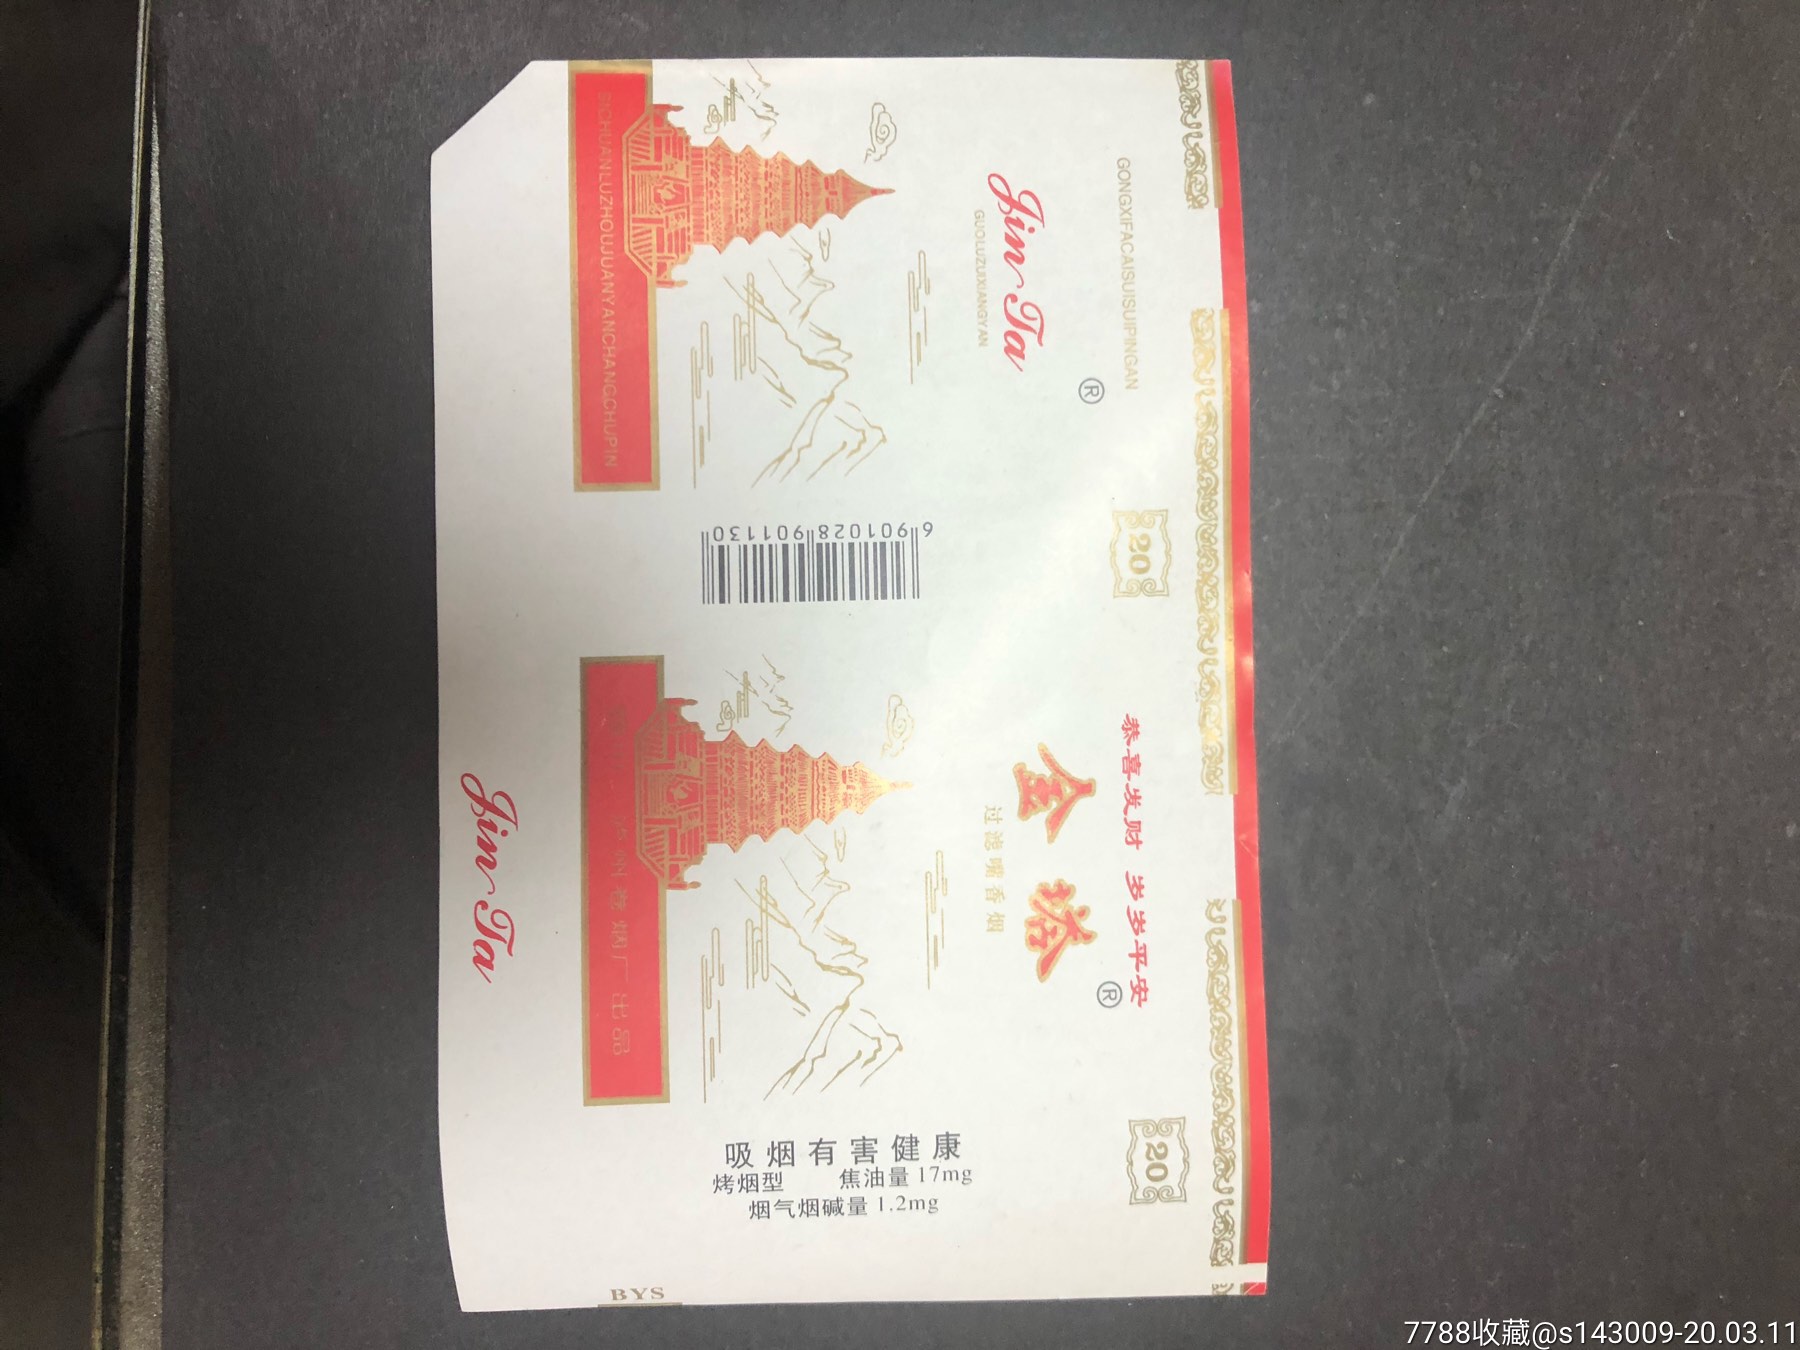 GONGXIFACAISUISUIPINGAN
®
Jin Ta
GUOLUZUIXIANGYAN
SICHUANLUZHOUJUANYANCHANGCHUPIN
20
6901028901130
恭喜发财 岁岁平安
®
金塔
过滤嘴香烟
泸州卷烟厂出品
Jin Ta
20
吸烟有害健康
烤烟型 焦油量17mg
烟气烟碱量1.2mg
BYS
7788收藏@s143009-20.03.11